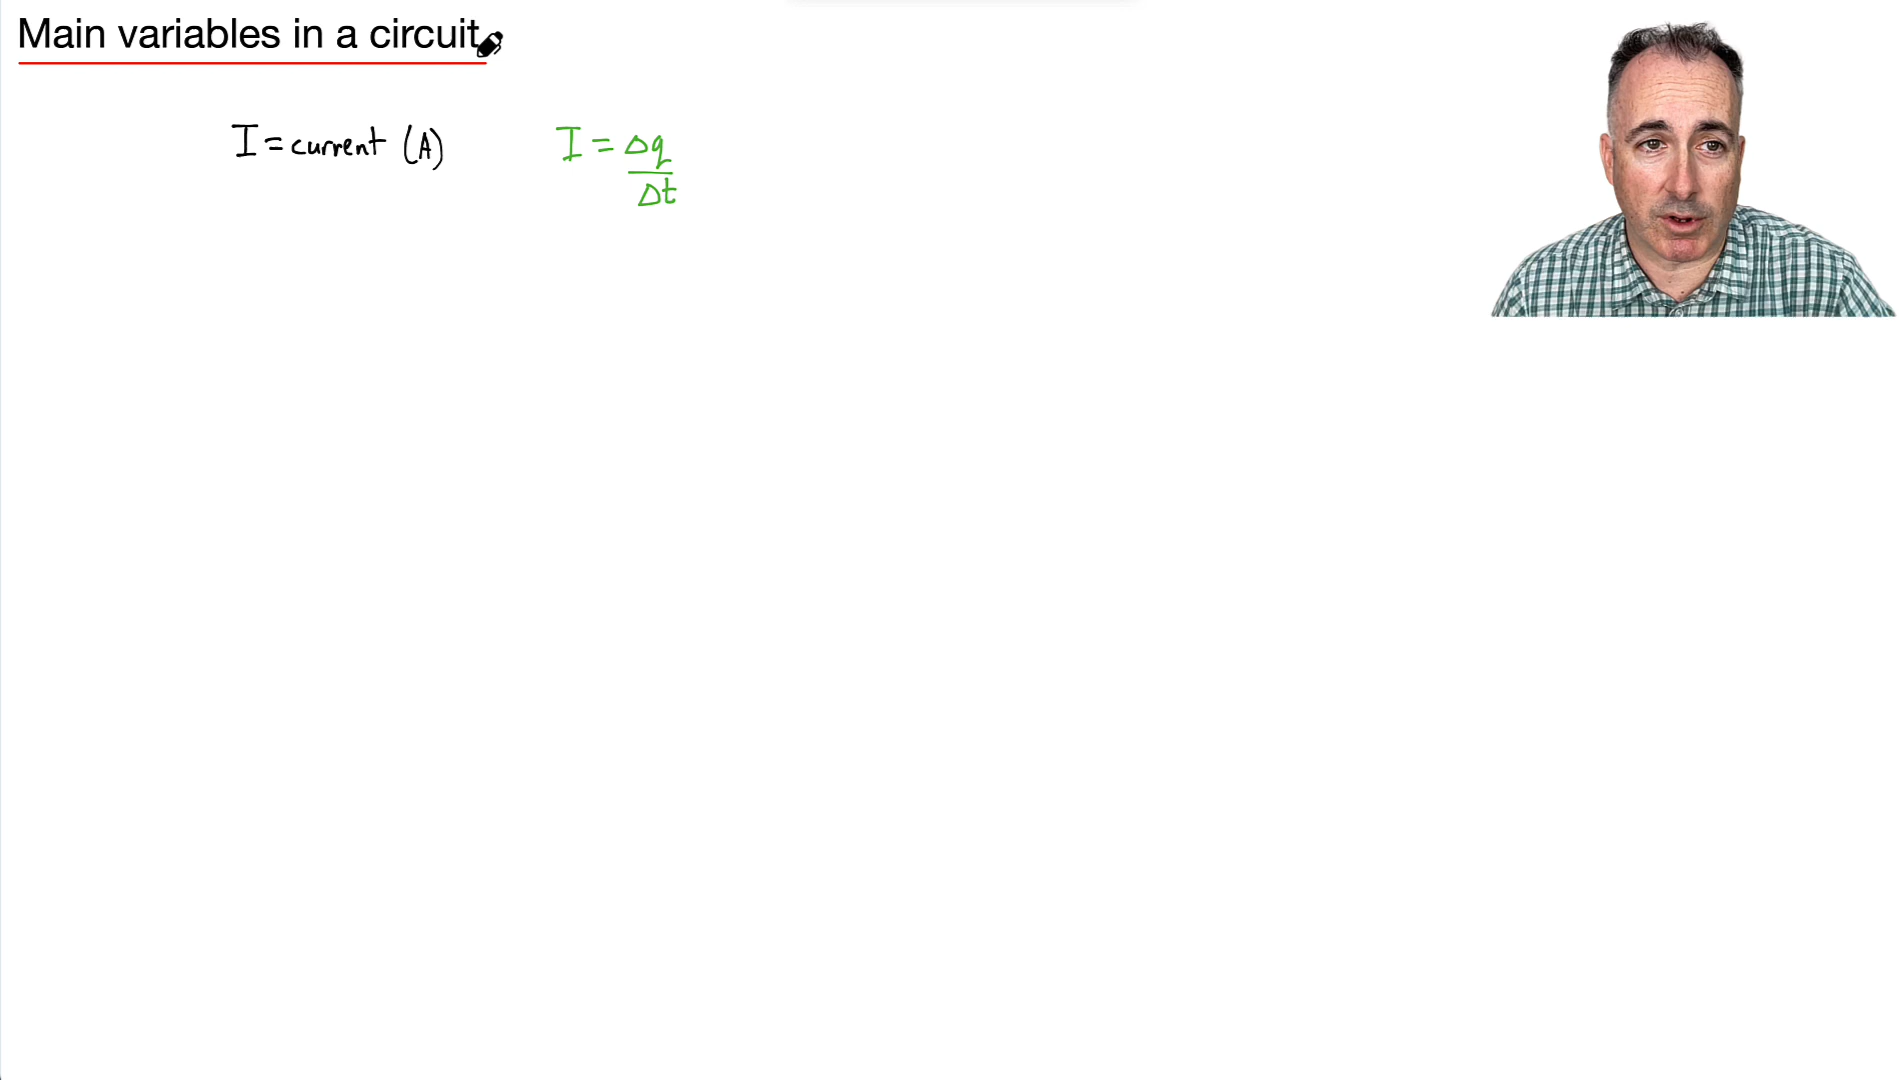 Main variables in a circuit
I = current (A)
I = Δq
Δt